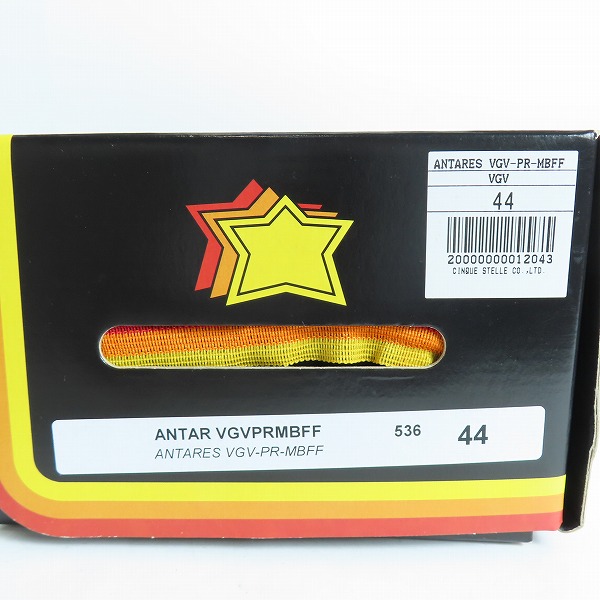 ANTARES VGV-PR-MBFF
VGV
44
20000000012043
CINQUE STELLE CO.,LTD.
ANTAR VGVPRMBFF 536 44
ANTARES VGV-PR-MBFF